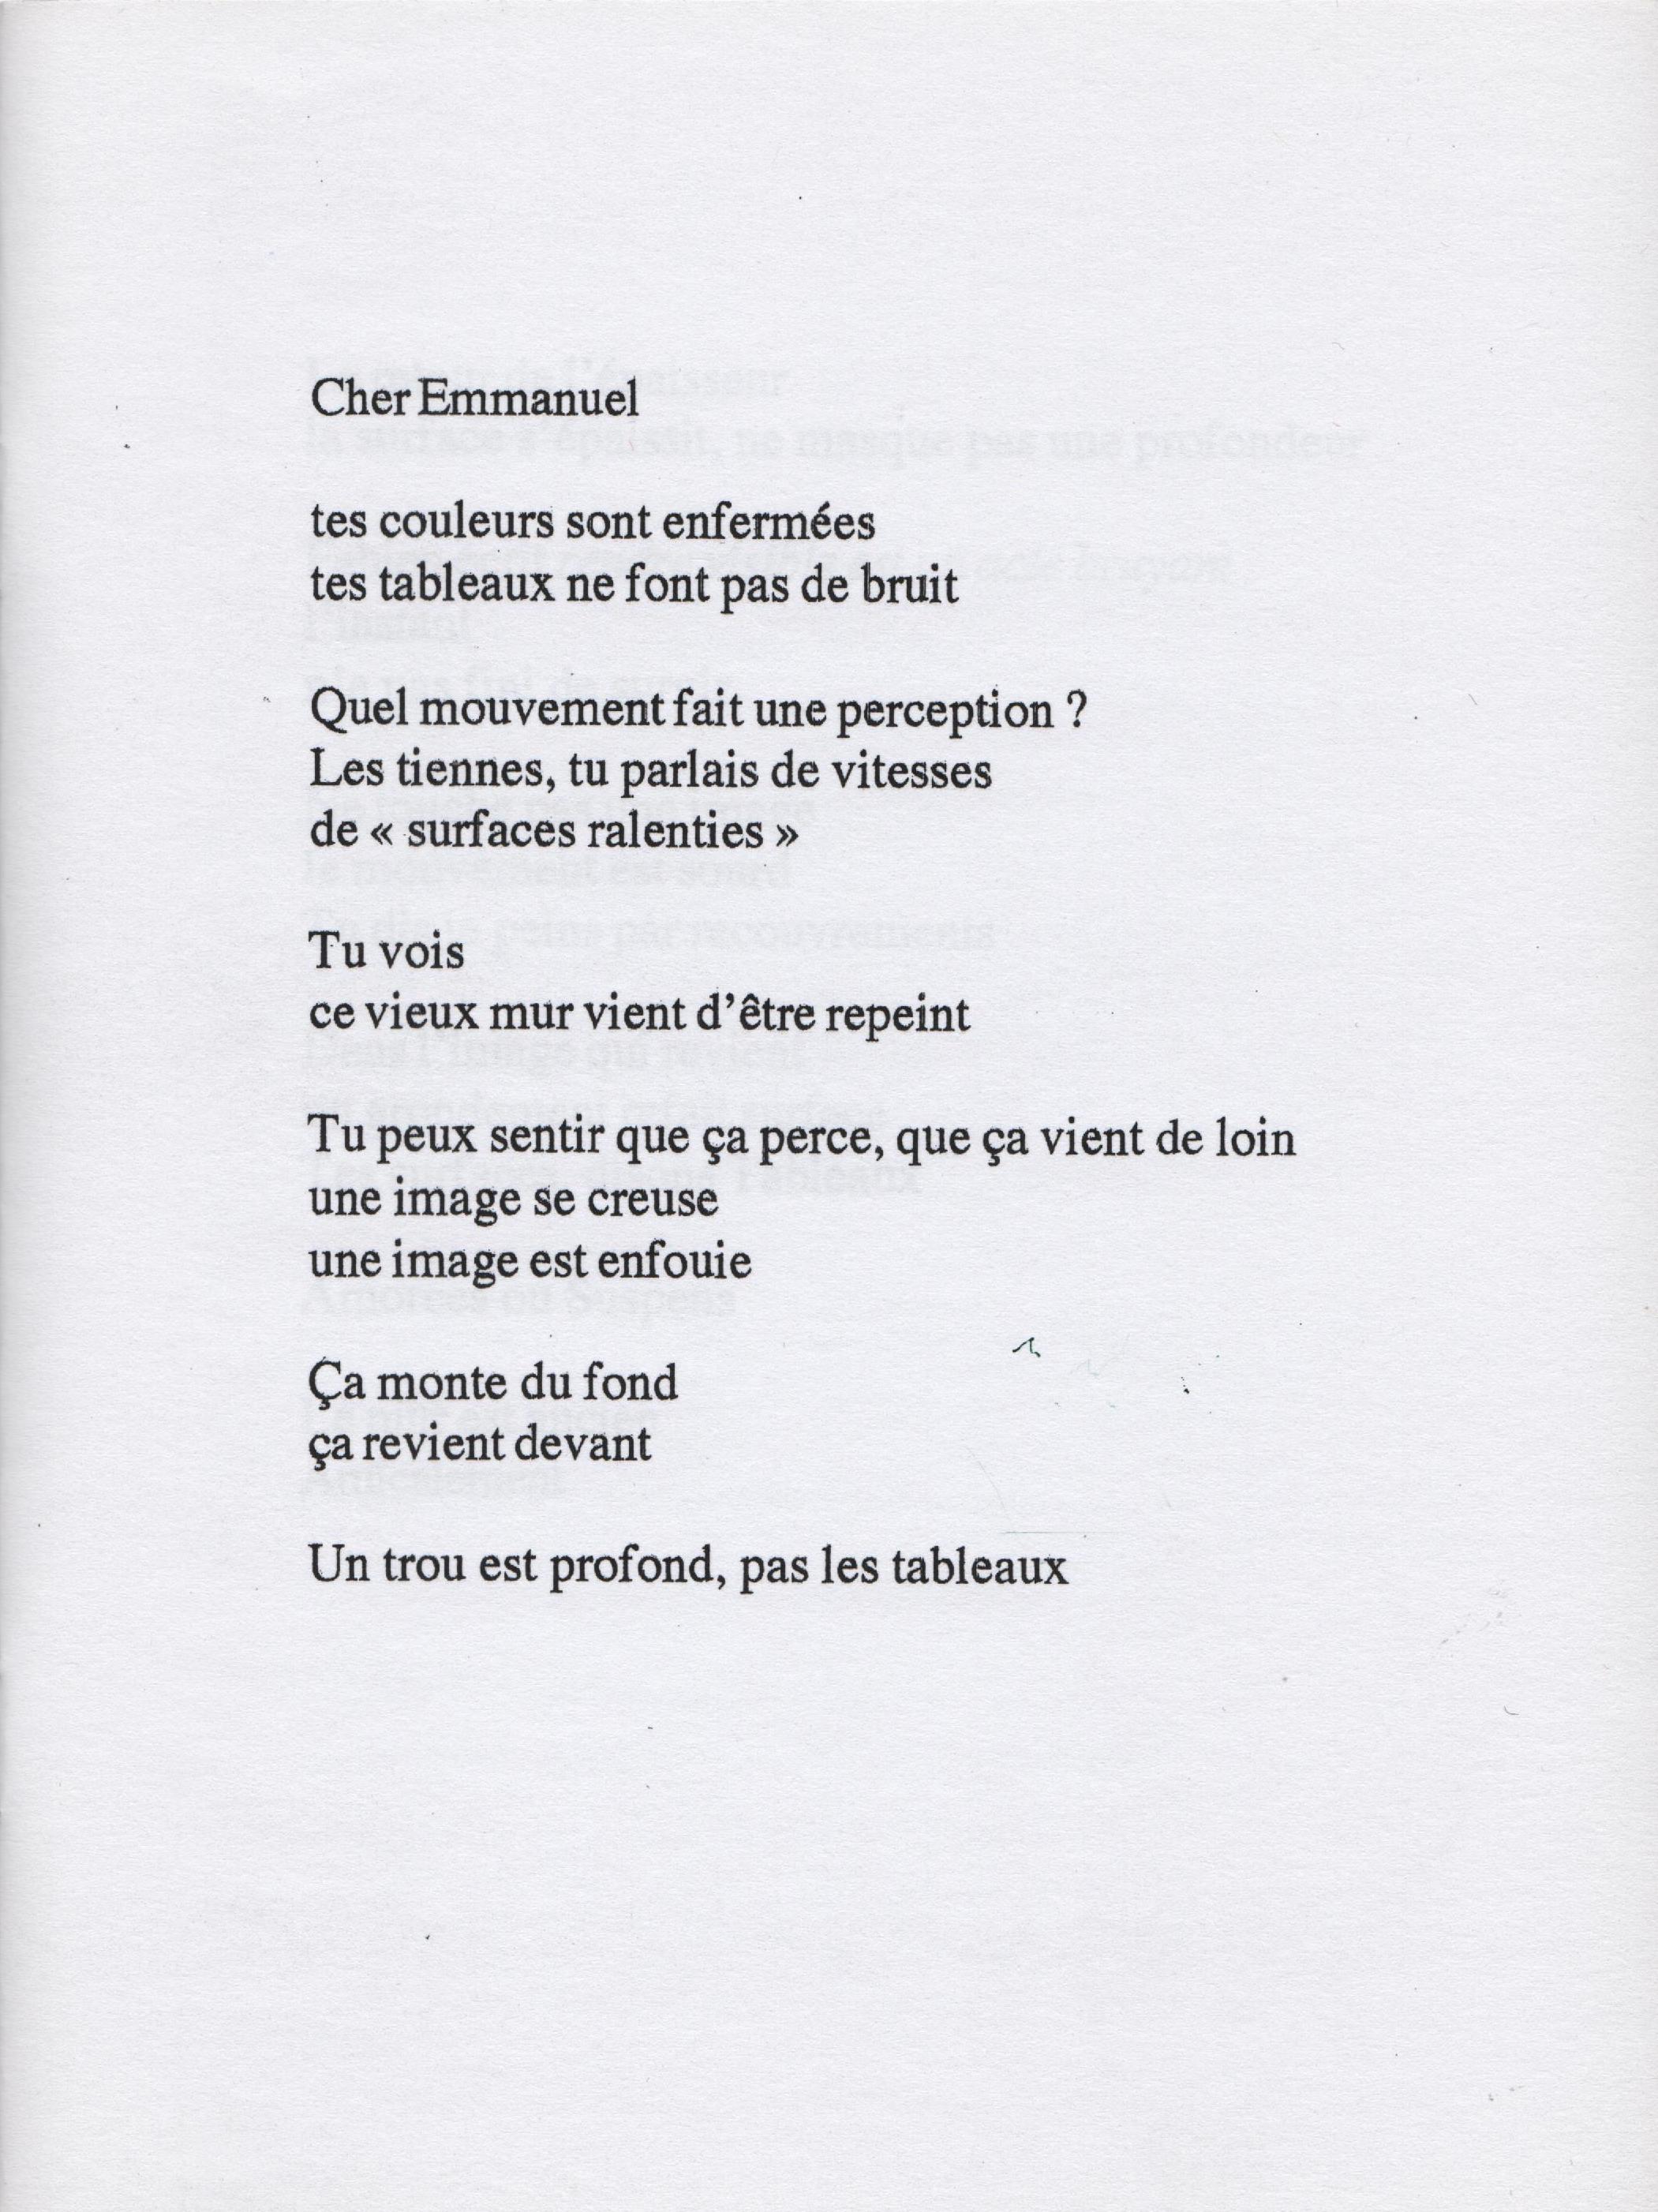 Cher Emmanuel
tes couleurs sont enfermées
tes tableaux ne font pas de bruit
Quel mouvement fait une perception ?
Les tiennes, tu parlais de vitesses
de « surfaces ralenties »
Tu vois
ce vieux mur vient d’être repeint
Tu peux sentir que ça perce, que ça vient de loin
une image se creuse
une image est enfouie
Ça monte du fond
ça revient devant
Un trou est profond, pas les tableaux